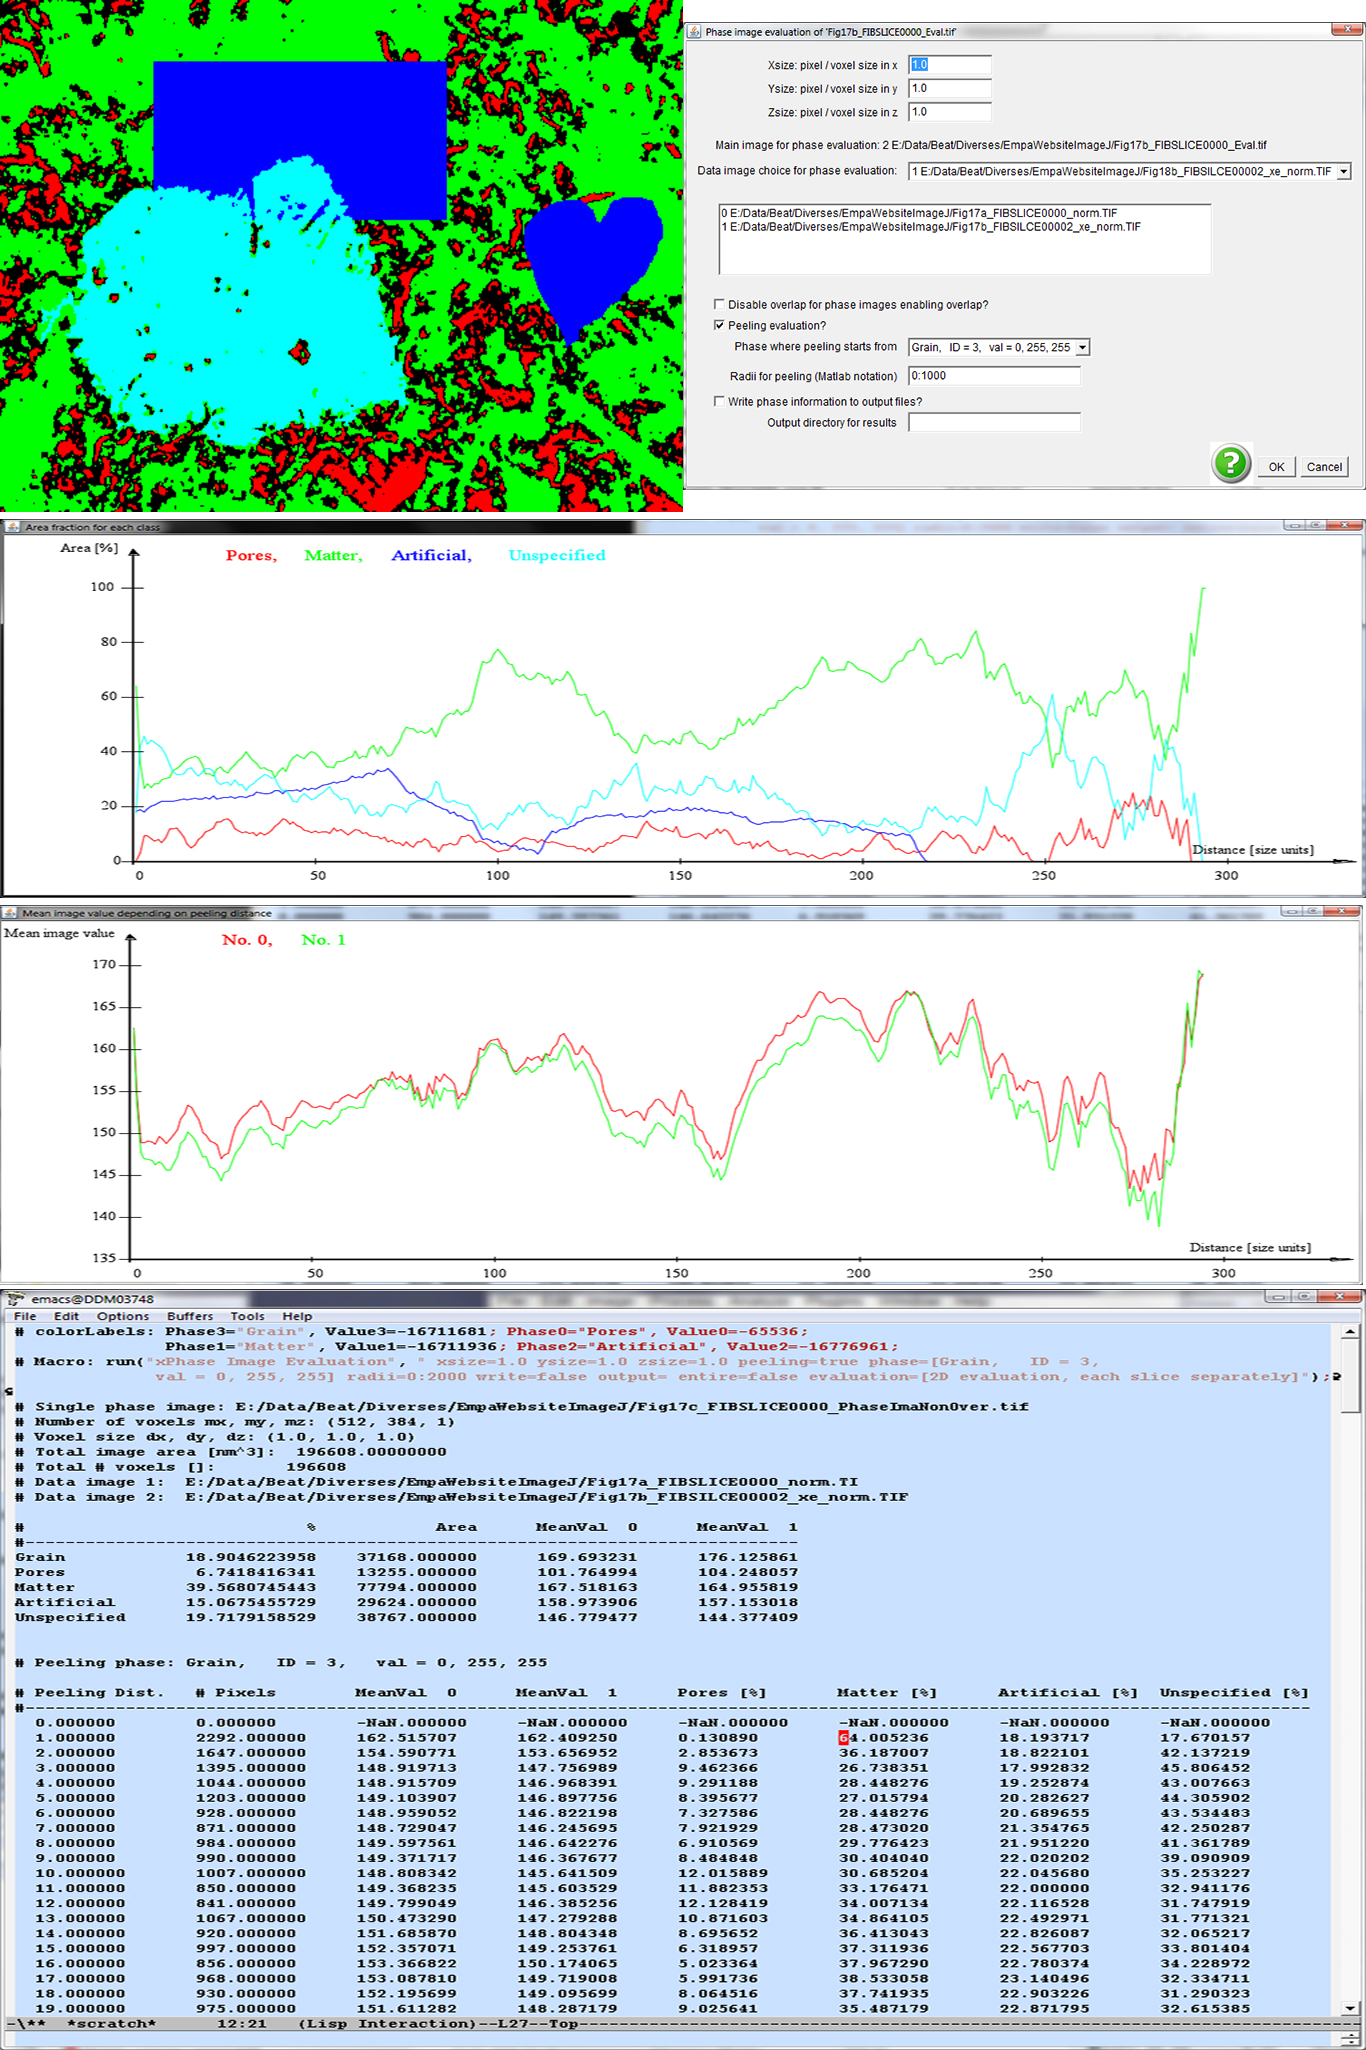 Phase image evaluation of 'Fig17b_FIBSLICE0000_Eval.tif'
Xsize: pixel / voxel size in x 1.0
Ysize: pixel / voxel size in y 1.0
Zsize: pixel / voxel size in z 1.0
Main image for phase evaluation: 2 E:/Data/Beat/Diverses/EmpaWebsiteImageJ/Fig17b_FIBSLICE0000_Eval.tif
Data image choice for phase evaluation: 1 E:/Data/Beat/Diverses/EmpaWebsiteImageJ/Fig18b_FIBSILCE00002_xe_norm.TIF
0 E:/Data/Beat/Diverses/EmpaWebsiteImageJ/Fig17a_FIBSLICE0000_norm.TIF
1 E:/Data/Beat/Diverses/EmpaWebsiteImageJ/Fig17b_FIBSILCE00002_xe_norm.TIF
Disable overlap for phase images enabling overlap?
Peeling evaluation?
Phase where peeling starts from Grain, ID = 3, val = 0, 255, 255
Radii for peeling (Matlab notation) 0:1000
Write phase information to output files?
Output directory for results
? OK Cancel
Area fraction for each class
Area [%] Pores, Matter, Artificial, Unspecified
100
80
60
40
20
0
Distance [size units]
0 50 100 150 200 250 300
Mean image value depending on peeling distance
Mean image value No. 0, No. 1
170
165
160
155
150
145
140
135
Distance [size units]
0 50 100 150 200 250 300
emacs@DDM03748
File Edit Options Buffers Tools Help
# colorLabels: Phase3="Grain", Value3=-16711681; Phase0="Pores", Value0=-65536;
Phase1="Matter", Value1=-16711936; Phase2="Artificial", Value2=-16776961;
# Macro: run("xPhase Image Evaluation", " xsize=1.0 ysize=1.0 zsize=1.0 peeling=true phase=[Grain, ID = 3,
val = 0, 255, 255] radii=0:2000 write=false output= entire=false evaluation=[2D evaluation, each slice separately]");
# Single phase image: E:/Data/Beat/Diverses/EmpaWebsiteImageJ/Fig17c_FIBSLICE0000_PhaseImaNonOver.tif
# Number of voxels mx, my, mz: (512, 384, 1)
# Voxel size dx, dy, dz: (1.0, 1.0, 1.0)
# Total image area [nm^3]: 196608.00000000
# Total # voxels []: 196608
# Data image 1: E:/Data/Beat/Diverses/EmpaWebsiteImageJ/Fig17a_FIBSLICE0000_norm.TI
# Data image 2: E:/Data/Beat/Diverses/EmpaWebsiteImageJ/Fig17b_FIBSILCE00002_xe_norm.TIF
# % Area MeanVal 0 MeanVal 1
#--------------------------------------------------------------------------------
Grain 18.9046223958 37168.000000 169.693231 176.125861
Pores 6.7418416341 13255.000000 101.764994 104.248057
Matter 39.5680745443 77794.000000 167.518163 164.955819
Artificial 15.0675455729 29624.000000 158.973906 157.153018
Unspecified 19.7179158529 38767.000000 146.779477 144.377409
# Peeling phase: Grain, ID = 3, val = 0, 255, 255
# Peeling Dist. # Pixels MeanVal 0 MeanVal 1 Pores [%] Matter [%] Artificial [%] Unspecified [%]
#--------------------------------------------------------------------------------
0.000000 0.000000 -NaN.000000 -NaN.000000 -NaN.000000 -NaN.000000 -NaN.000000 -NaN.000000
1.000000 2292.000000 162.515707 162.409250 0.130890 64.005236 18.193717 17.670157
2.000000 1647.000000 154.590771 153.656952 2.853673 36.187007 18.822101 42.137219
3.000000 1395.000000 148.919713 147.756989 9.462366 26.738351 17.992832 45.806452
4.000000 1044.000000 148.915709 146.968391 9.291188 28.448276 19.252874 43.007663
5.000000 1203.000000 149.103907 146.897756 8.395677 27.015794 20.282627 44.305902
6.000000 928.000000 148.959052 146.822198 7.327586 28.448276 20.689655 43.534483
7.000000 871.000000 148.729047 146.245695 7.921929 28.473020 21.354765 42.250287
8.000000 984.000000 149.597561 146.642276 6.910569 29.776423 21.951220 41.361789
9.000000 990.000000 149.371717 146.367677 8.484848 30.404040 22.020202 39.090909
10.000000 1007.000000 148.808342 145.641509 12.015889 30.685204 22.045680 35.253227
11.000000 850.000000 149.368235 145.603529 11.882353 33.176471 22.000000 32.941176
12.000000 841.000000 149.799049 146.385256 12.128419 34.007134 22.116528 31.747919
13.000000 1067.000000 150.473290 147.279288 10.871603 34.864105 22.492971 31.771321
14.000000 920.000000 151.685870 148.804348 8.695652 36.413043 22.826087 32.065217
15.000000 997.000000 152.357071 149.253761 6.318957 37.311936 22.567703 33.801404
16.000000 856.000000 153.366822 150.174065 5.023364 37.967290 22.780374 34.228972
17.000000 968.000000 153.087810 149.719008 5.991736 38.533058 23.140496 32.334711
18.000000 930.000000 152.195699 149.095699 8.064516 37.741935 22.903226 31.290323
19.000000 975.000000 151.611282 148.287179 9.025641 35.487179 22.871795 32.615385
-\** *scratch* 12:21 (Lisp Interaction)--L27--Top--------------------